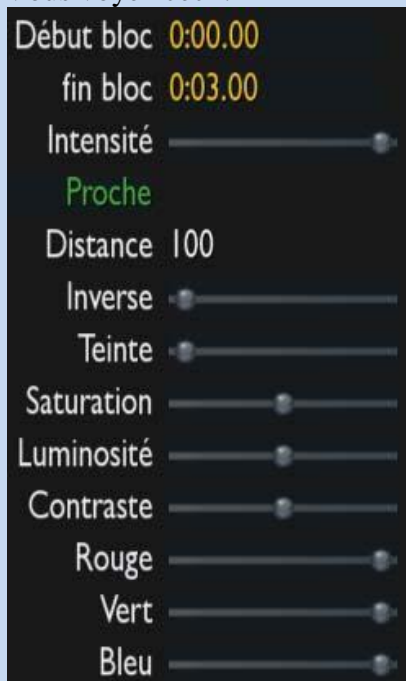 Début bloc 0:00.00
fin bloc 0:03.00
Intensité
Proche
Distance 100
Inverse
Teinte
Saturation
Luminosité
Contraste
Rouge
Vert
Bleu